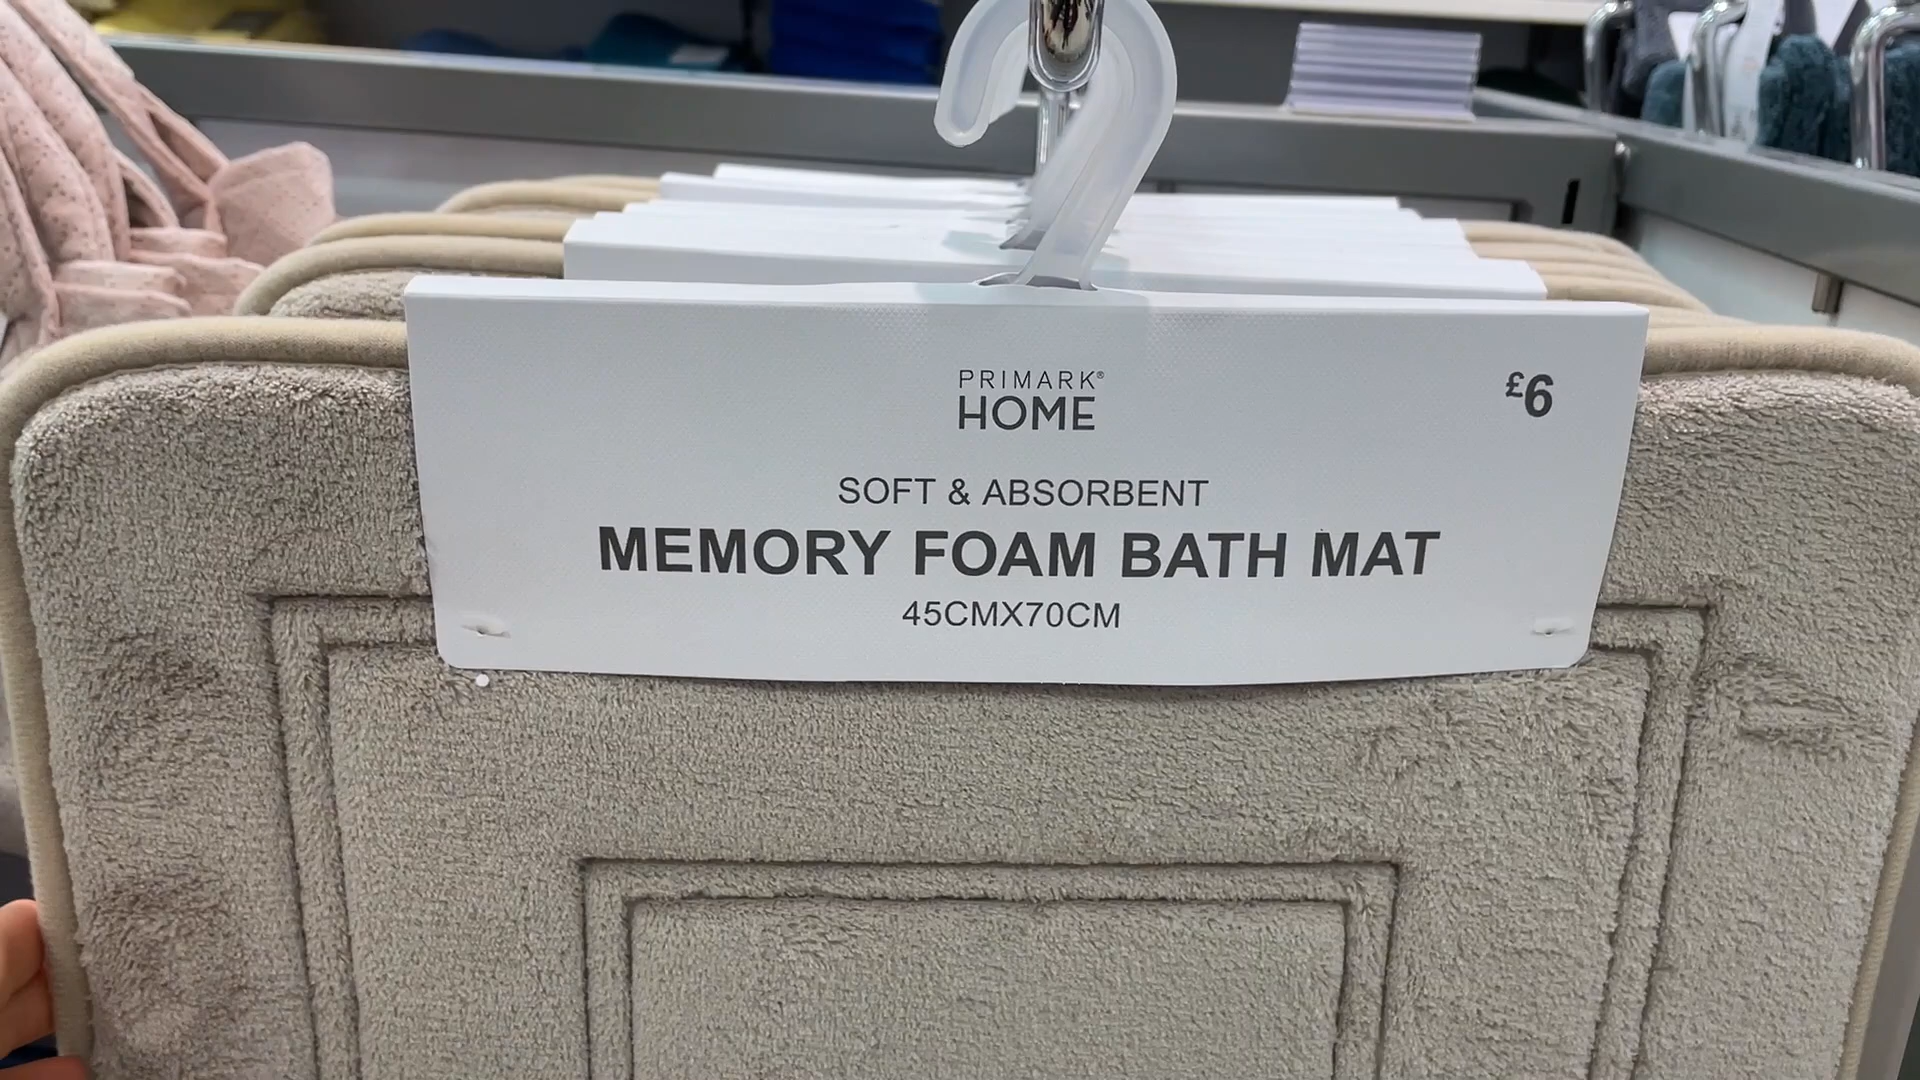 PRIMARK®
HOME
£6
SOFT & ABSORBENT
MEMORY FOAM BATH MAT
45CMX70CM